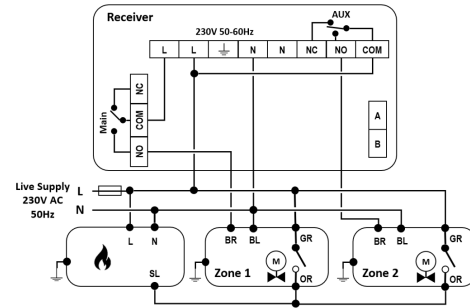 Receiver
AUX
230V 50-60Hz
L L N N NC NO COM
Main
NC
COM
NO
A
B
Live Supply
230V AC
50Hz
L
N
L N
SL
BR BL GR
M
Zone 1
OR
BR BL GR
M
Zone 2
OR